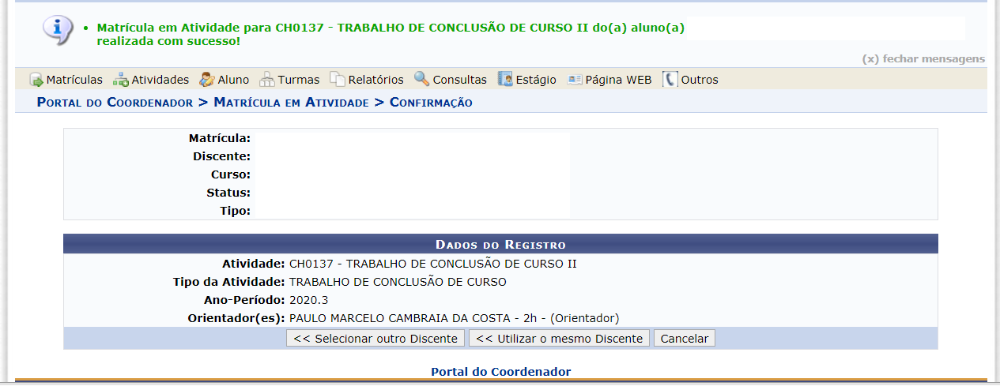 • Matrícula em Atividade para CH0137 - TRABALHO DE CONCLUSÃO DE CURSO II do(a) aluno(a)
realizada com sucesso!
(x) fechar mensagens
Matrículas Atividades Aluno Turmas Relatórios Consultas Estágio Página WEB Outros
Portal do Coordenador > Matrícula em Atividade > Confirmação
Matrícula:
Discente:
Curso:
Status:
Tipo:
Dados do Registro
Atividade: CH0137 - TRABALHO DE CONCLUSÃO DE CURSO II
Tipo da Atividade: TRABALHO DE CONCLUSÃO DE CURSO
Ano-Período: 2020.3
Orientador(es): PAULO MARCELO CAMBRAIA DA COSTA - 2h - (Orientador)
<< Selecionar outro Discente << Utilizar o mesmo Discente Cancelar
Portal do Coordenador